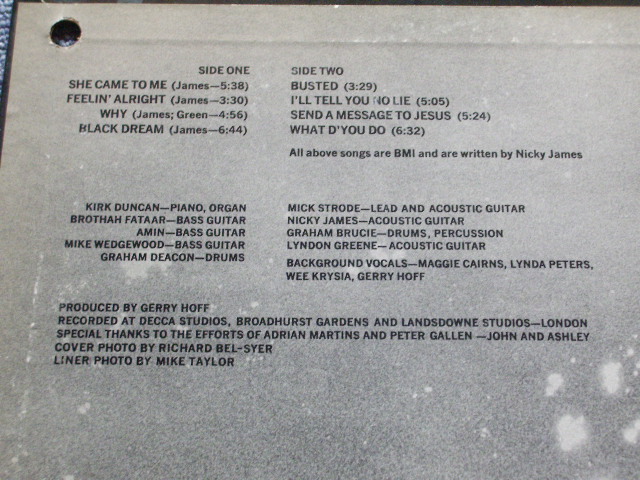 SIDE ONE
SHE CAME TO ME (James—5:38)
FEELIN' ALRIGHT (James—3:30)
WHY (James; Green—4:56)
BLACK DREAM (James—6:44)
SIDE TWO
BUSTED (3:29)
I'LL TELL YOU NO LIE (5:05)
SEND A MESSAGE TO JESUS (5:24)
WHAT D'YOU DO (6:32)
All above songs are BMI and are written by Nicky James
KIRK DUNCAN—PIANO, ORGAN
BROTHAH FATAAR—BASS GUITAR
AMIN—BASS GUITAR
MIKE WEDGEWOOD—BASS GUITAR
GRAHAM DEACON—DRUMS
MICK STRODE—LEAD AND ACOUSTIC GUITAR
NICKY JAMES—ACOUSTIC GUITAR
GRAHAM BRUCIE—DRUMS, PERCUSSION
LYNDON GREENE—ACOUSTIC GUITAR
BACKGROUND VOCALS—MAGGIE CAIRNS, LYNDA PETERS,
WEE KRYSIA, GERRY HOFF
PRODUCED BY GERRY HOFF
RECORDED AT DECCA STUDIOS, BROADHURST GARDENS AND LANDSDOWNE STUDIOS—LONDON
SPECIAL THANKS TO THE EFFORTS OF ADRIAN MARTINS AND PETER GALLEN—JOHN AND ASHLEY
COVER PHOTO BY RICHARD BEL-SYER
LINER PHOTO BY MIKE TAYLOR